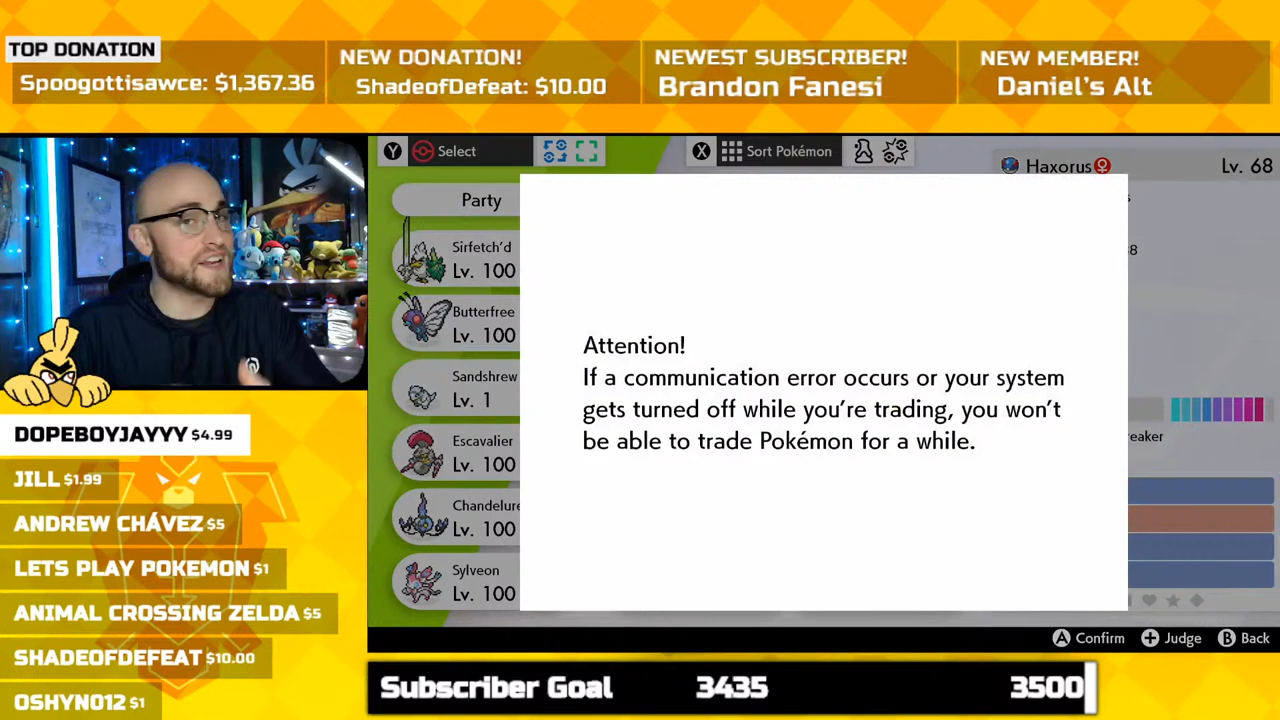 TOP DONATION
Spoogottisawce: $1,367.36
NEW DONATION!
ShadeofDefeat: $10.00
NEWEST SUBSCRIBER!
Brandon Fanesi
NEW MEMBER!
Daniel's Alt
Y Select
X Sort Pokémon
Haxorus♀ Lv. 68
Party
Sirfetch'd
Lv. 100
Butterfree
Lv. 100
Sandshrew
Lv. 1
Escavalier
Lv. 100
Chandelure
Lv. 100
Sylveon
Lv. 100
Attention!
If a communication error occurs or your system
gets turned off while you're trading, you won't
be able to trade Pokémon for a while.
A Confirm + Judge B Back
DOPEBOYJAYYY $4.99
JILL $1.99
ANDREW CHÁVEZ $5
LETS PLAY POKEMON $1
ANIMAL CROSSING ZELDA $5
SHADEOFDEFEAT $10.00
OSHYN012 $1
Subscriber Goal 3435 3500